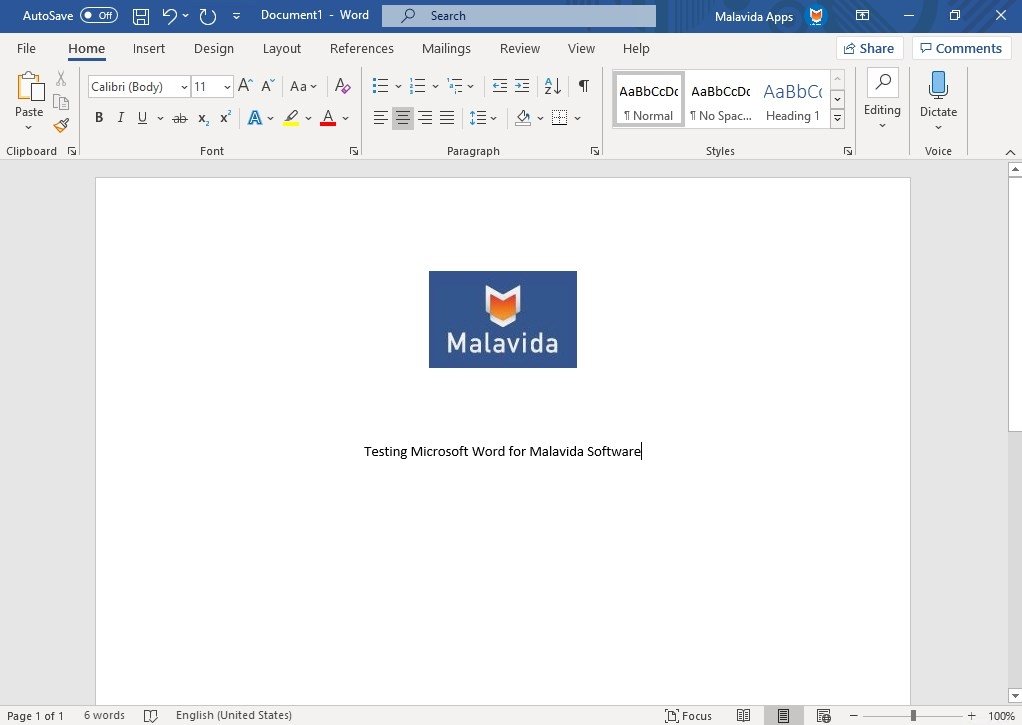 AutoSave Off Document1 - Word Search Malavida Apps
File Home Insert Design Layout References Mailings Review View Help Share Comments
Paste Calibri (Body) 11 A A Aa A AaBbCcDc AaBbCcDc AaBbCc Editing Dictate
B I U ab x2 x2 A A ¶ Normal ¶ No Spac... Heading 1
Clipboard Font Paragraph Styles Voice
Malavida
Testing Microsoft Word for Malavida Software
Page 1 of 1 6 words English (United States) Focus 100%